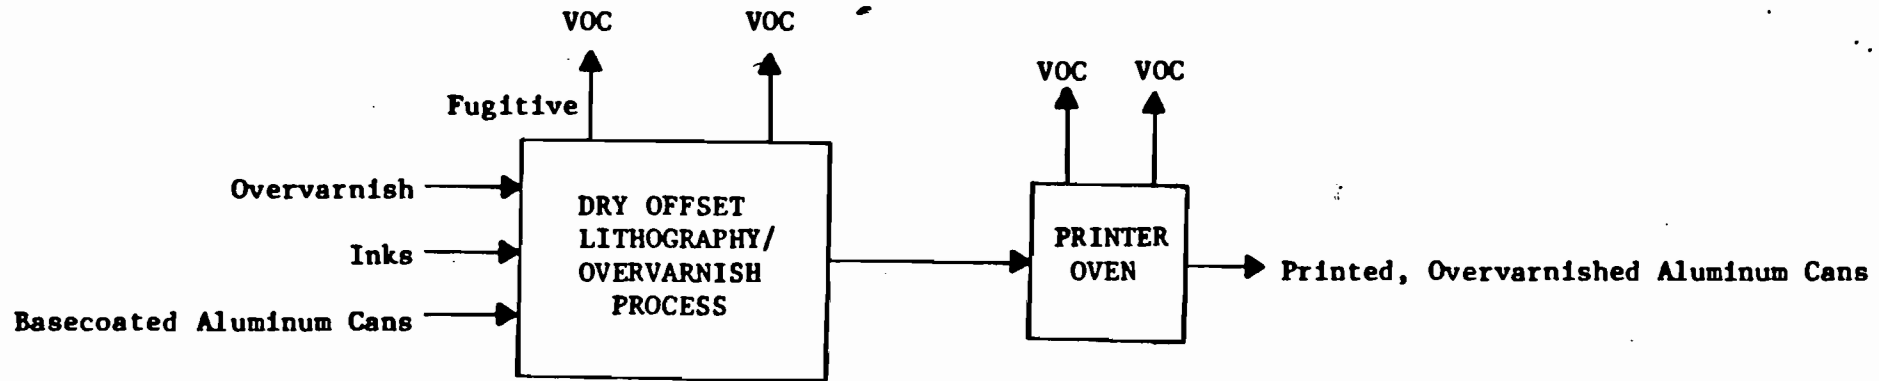 VOC
VOC
VOC
VOC
Fugitive
Overvarnish
Inks
Basecoated Aluminum Cans
DRY OFFSET
LITHOGRAPHY/
OVERVARNISH
PROCESS
PRINTER
OVEN
Printed, Overvarnished Aluminum Cans